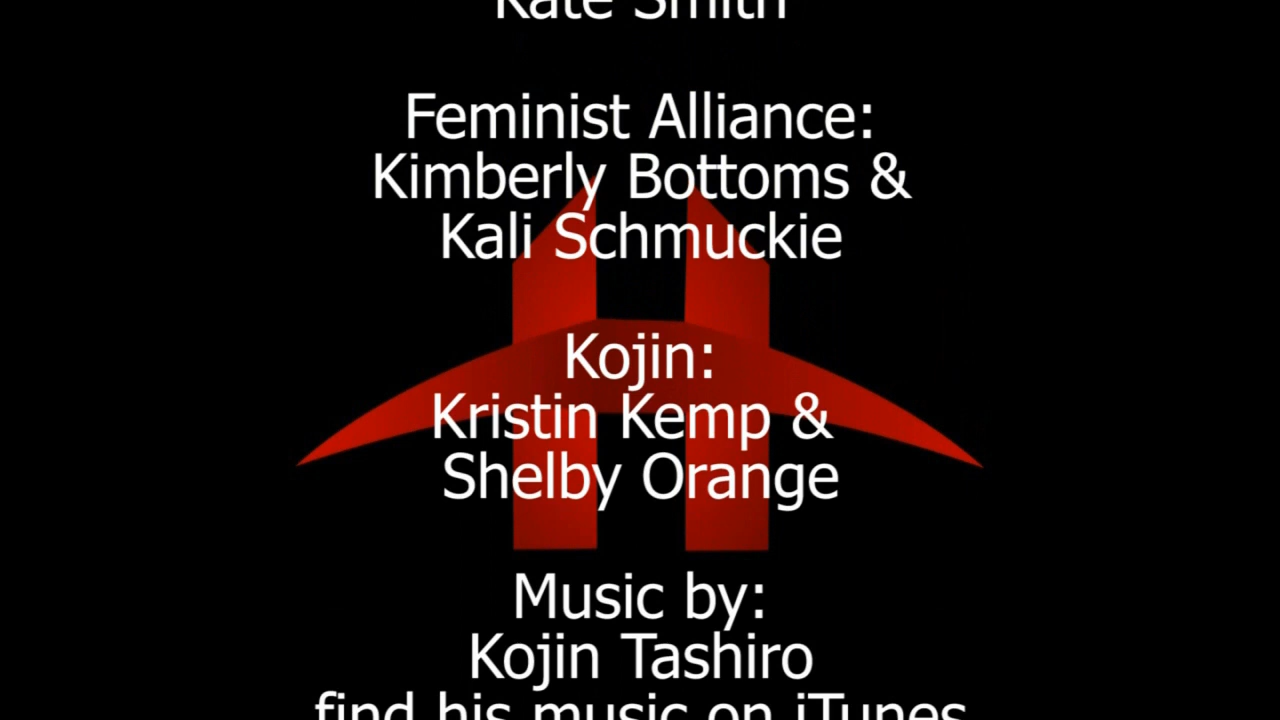 Kate Smith
Feminist Alliance:
Kimberly Bottoms &
Kali Schmuckie
Kojin:
Kristin Kemp &
Shelby Orange
Music by:
Kojin Tashiro
find his music on iTunes